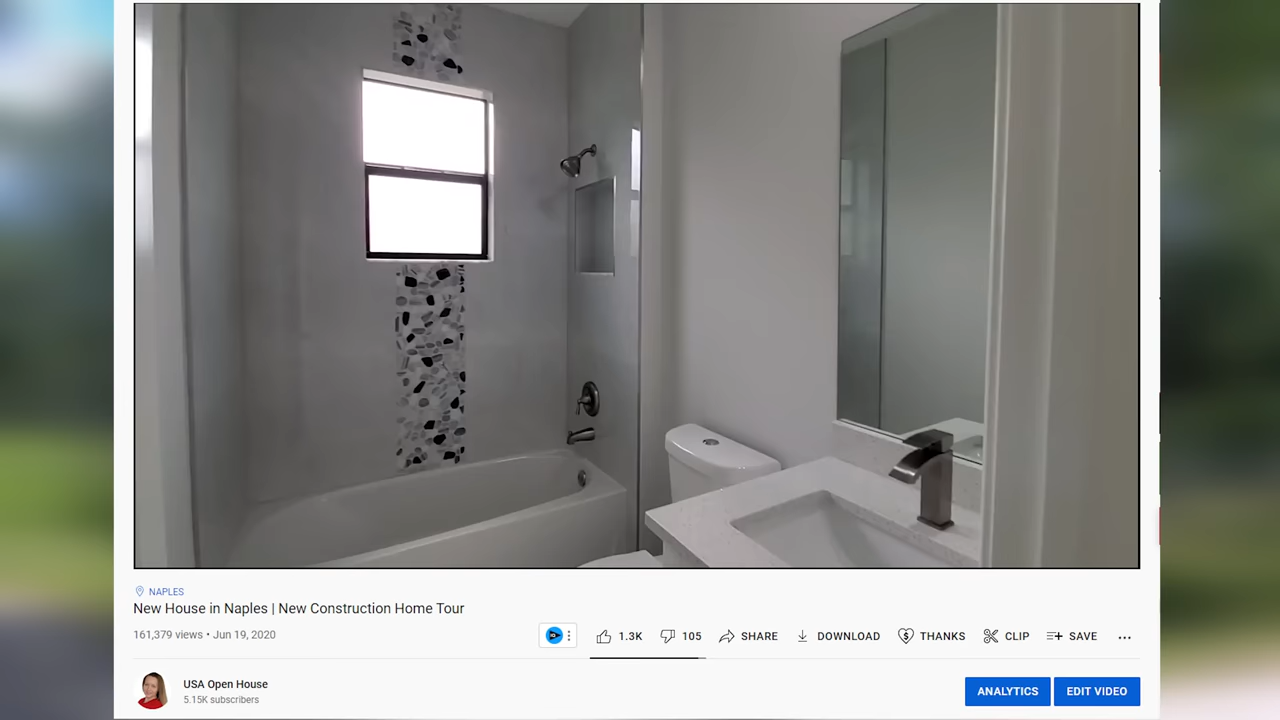 NAPLES
New House in Naples | New Construction Home Tour
161,379 views • Jun 19, 2020
1.3K 105 SHARE DOWNLOAD THANKS CLIP SAVE ...
USA Open House
5.15K subscribers
ANALYTICS EDIT VIDEO